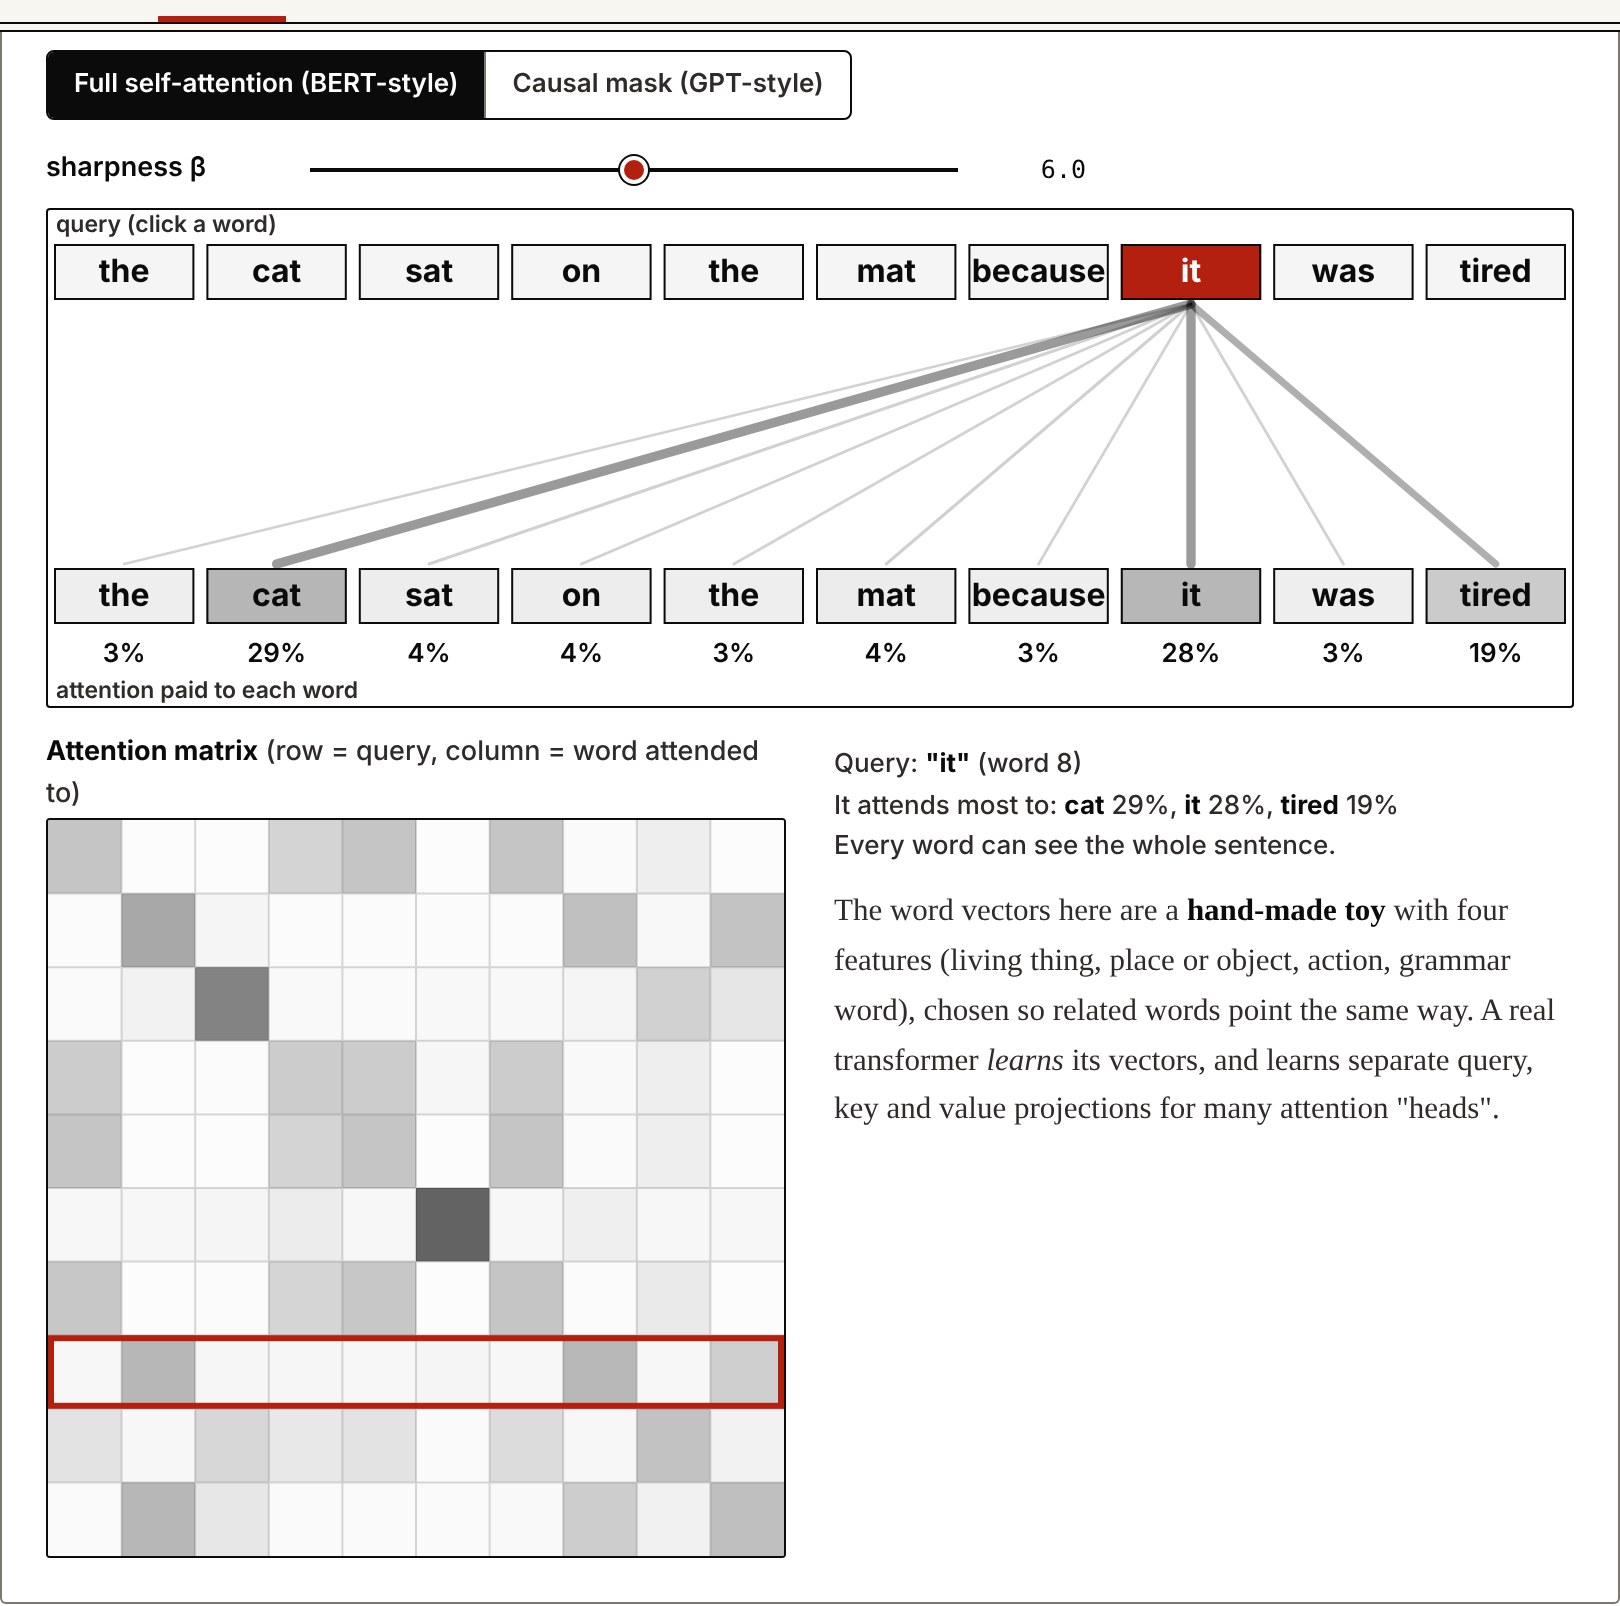 Full self-attention (BERT-style) Causal mask (GPT-style)
sharpness β 6.0
query (click a word)
the cat sat on the mat because it was tired
the cat sat on the mat because it was tired
3% 29% 4% 4% 3% 4% 3% 28% 3% 19%
attention paid to each word
Attention matrix (row = query, column = word attended
to)
Query: "it" (word 8)
It attends most to: cat 29%, it 28%, tired 19%
Every word can see the whole sentence.
The word vectors here are a hand-made toy with four
features (living thing, place or object, action, grammar
word), chosen so related words point the same way. A real
transformer learns its vectors, and learns separate query,
key and value projections for many attention "heads".